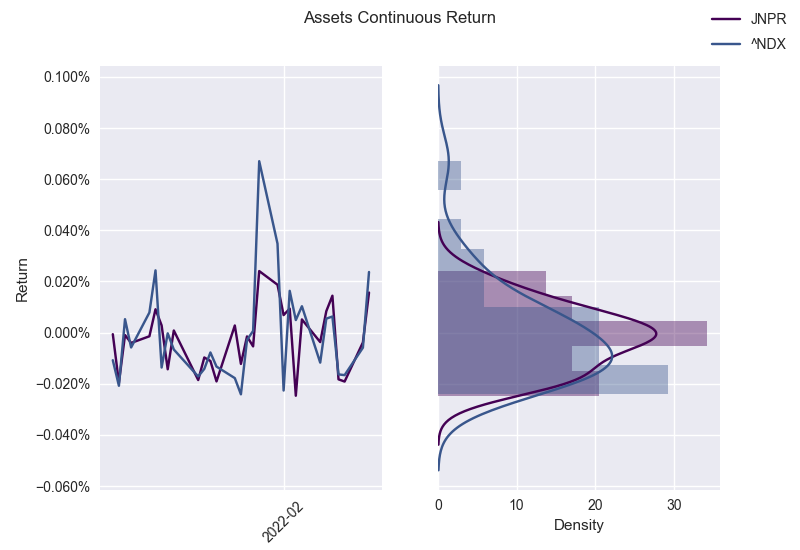 Assets Continuous Return
JNPR
^NDX
0.100%
0.080%
0.060%
0.040%
0.020%
0.000%
−0.020%
−0.040%
−0.060%
Return
2022-02
0 10 20 30
Density